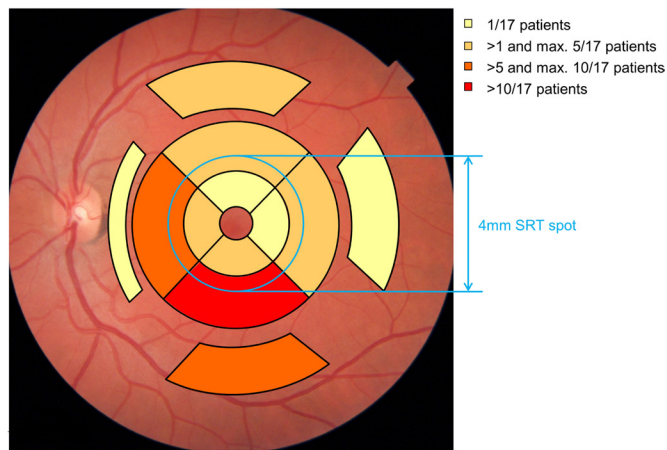 1/17 patients
>1 and max. 5/17 patients
>5 and max. 10/17 patients
>10/17 patients
4mm SRT spot